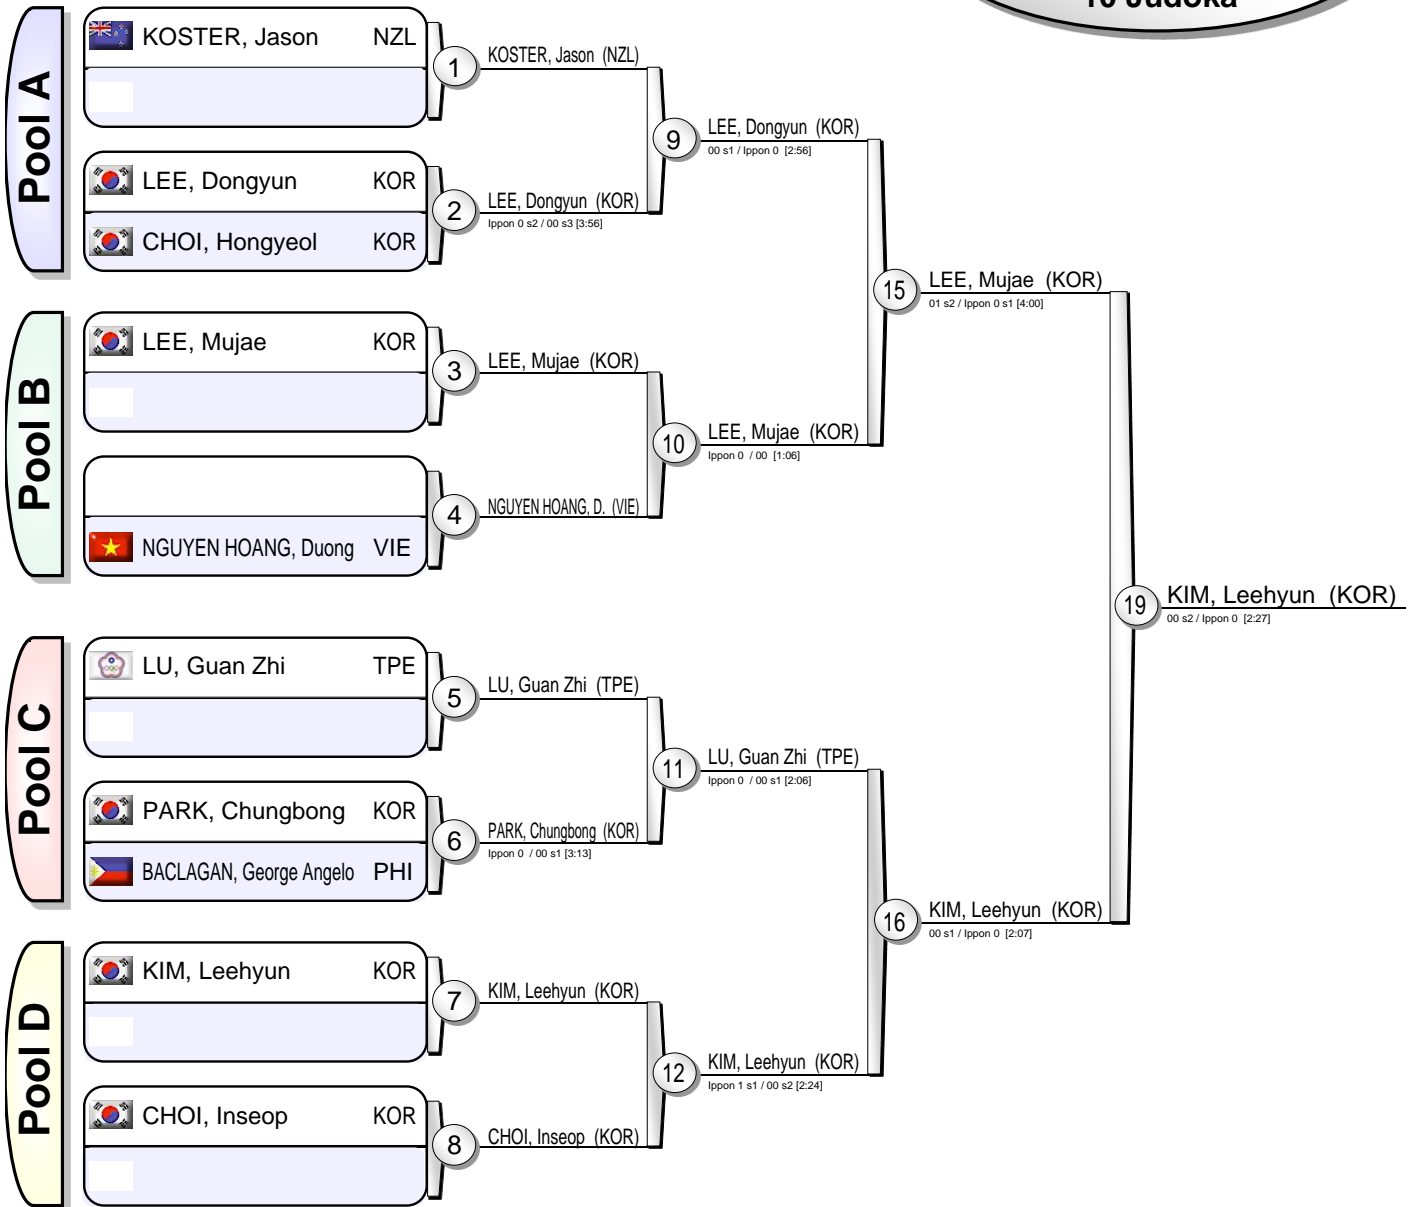 10 Judoka
Pool A
KOSTER, Jason NZL
1
KOSTER, Jason (NZL)
LEE, Dongyun KOR
CHOI, Hongyeol KOR
2
LEE, Dongyun (KOR)
Ippon 0 s2 / 00 s3 [3:56]
9
LEE, Dongyun (KOR)
00 s1 / Ippon 0 [2:56]
Pool B
LEE, Mujae KOR
3
LEE, Mujae (KOR)
NGUYEN HOANG, Duong VIE
4
NGUYEN HOANG, D. (VIE)
10
LEE, Mujae (KOR)
Ippon 0 / 00 [1:06]
15
LEE, Mujae (KOR)
01 s2 / Ippon 0 s1 [4:00]
Pool C
LU, Guan Zhi TPE
5
LU, Guan Zhi (TPE)
PARK, Chungbong KOR
BACLAGAN, George Angelo PHI
6
PARK, Chungbong (KOR)
Ippon 0 / 00 s1 [3:13]
11
LU, Guan Zhi (TPE)
Ippon 0 / 00 s1 [2:06]
Pool D
KIM, Leehyun KOR
7
KIM, Leehyun (KOR)
CHOI, Inseop KOR
8
CHOI, Inseop (KOR)
12
KIM, Leehyun (KOR)
Ippon 1 s1 / 00 s2 [2:24]
16
KIM, Leehyun (KOR)
00 s1 / Ippon 0 [2:07]
19
KIM, Leehyun (KOR)
00 s2 / Ippon 0 [2:27]